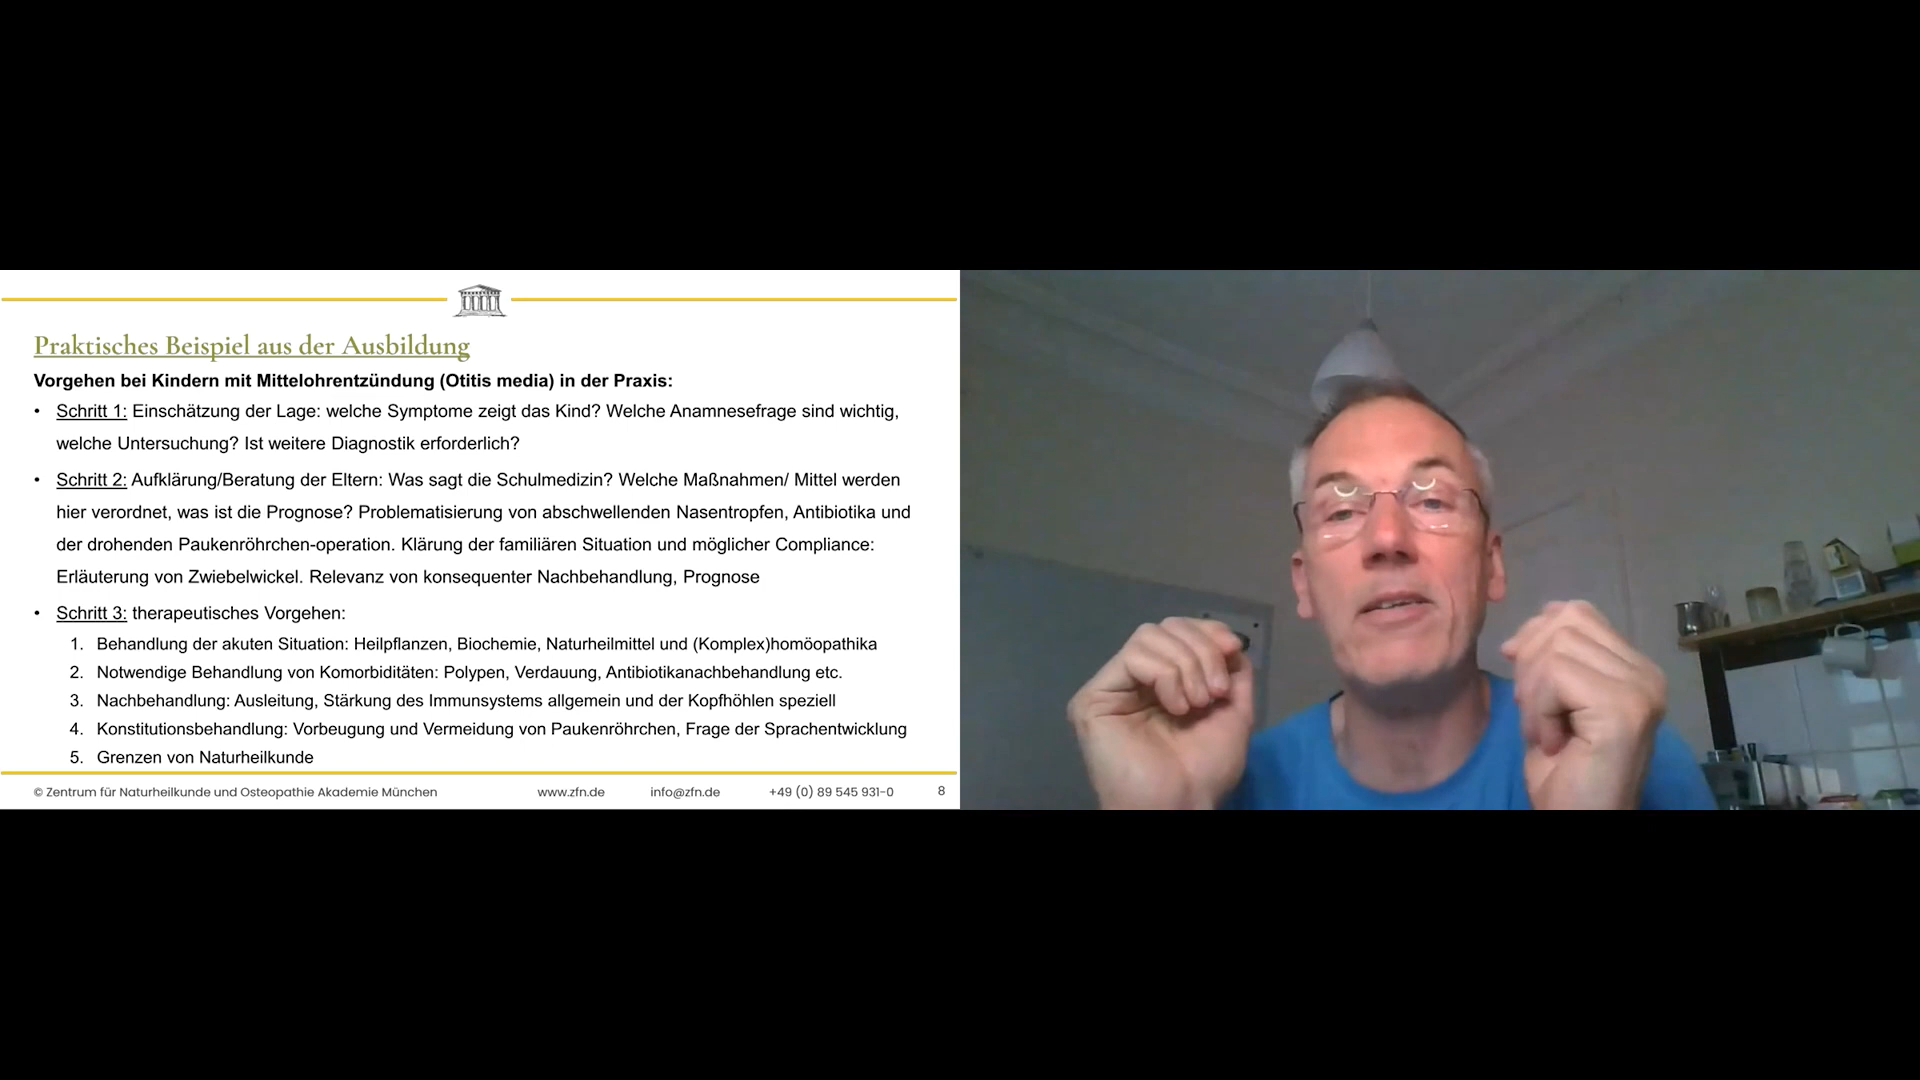 Praktisches Beispiel aus der Ausbildung
Vorgehen bei Kindern mit Mittelohrentzündung (Otitis media) in der Praxis:
• Schritt 1: Einschätzung der Lage: welche Symptome zeigt das Kind? Welche Anamnesefrage sind wichtig,
welche Untersuchung? Ist weitere Diagnostik erforderlich?
• Schritt 2: Aufklärung/Beratung der Eltern: Was sagt die Schulmedizin? Welche Maßnahmen/ Mittel werden
hier verordnet, was ist die Prognose? Problematisierung von abschwellenden Nasentropfen, Antibiotika und
der drohenden Paukenröhrchen-operation. Klärung der familiären Situation und möglicher Compliance:
Erläuterung von Zwiebelwickel. Relevanz von konsequenter Nachbehandlung, Prognose
• Schritt 3: therapeutisches Vorgehen:
1. Behandlung der akuten Situation: Heilpflanzen, Biochemie, Naturheilmittel und (Komplex)homöopathika
2. Notwendige Behandlung von Komorbiditäten: Polypen, Verdauung, Antibiotikanachbehandlung etc.
3. Nachbehandlung: Ausleitung, Stärkung des Immunsystems allgemein und der Kopfhöhlen speziell
4. Konstitutionsbehandlung: Vorbeugung und Vermeidung von Paukenröhrchen, Frage der Sprachentwicklung
5. Grenzen von Naturheilkunde
© Zentrum für Naturheilkunde und Osteopathie Akademie München www.zfn.de info@zfn.de +49 (0) 89 545 931-0 8